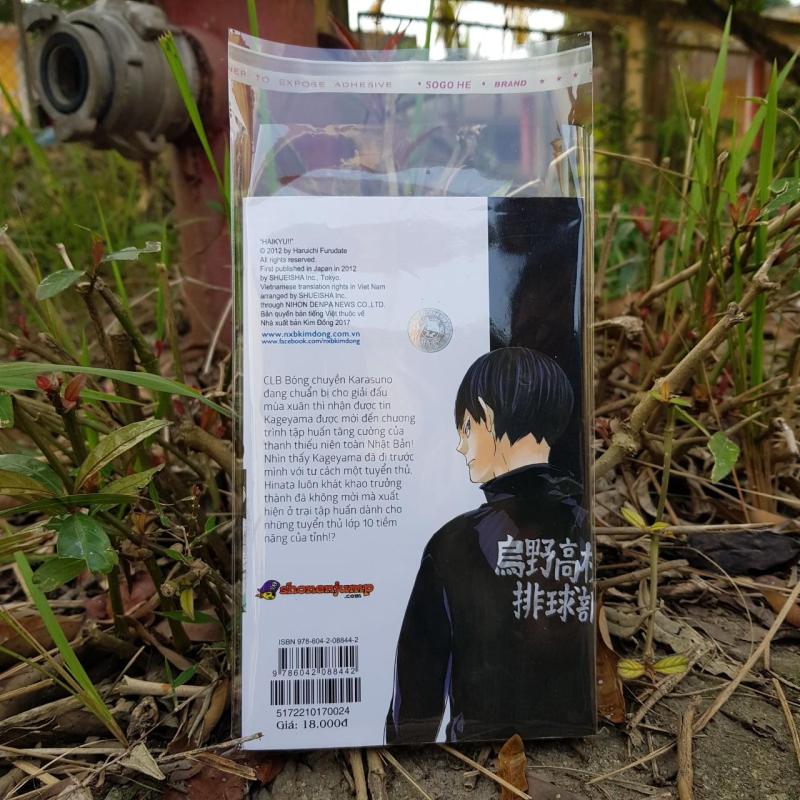 NER TO EXPOSE ADHESIVE ♦ SOGO HE ♦ BRAND ★ ★ ★
"HAIKYU!!"
© 2012 by Haruichi Furudate
All rights reserved.
First published in Japan in 2012
by SHUEISHA Inc., Tokyo.
Vietnamese translation rights in Viet Nam
arranged by SHUEISHA Inc.
through NIHON DENPA NEWS CO.,LTD.
Bản quyền bản tiếng Việt thuộc về
Nhà xuất bản Kim Đồng 2017
www.nxbkimdong.com.vn
www.facebook.com/nxbkimdong
CLB Bóng chuyền Karasuno
đang chuẩn bị cho giải đấu
mùa xuân thì nhận được tin
Kageyama được mời đến chương
trình tập huấn tăng cường của
thanh thiếu niên toàn Nhật Bản!
Nhìn thấy Kageyama đã đi trước
mình với tư cách một tuyển thủ,
Hinata luôn khát khao trưởng
thành đã không mời mà xuất
hiện ở trại tập huấn dành cho
những tuyển thủ lớp 10 tiềm
năng của tỉnh!?
烏野高校
排球部
shonenjump
.com
ISBN 978-604-2-08844-2
9 786042 088442
5172210170024
Giá: 18.000đ